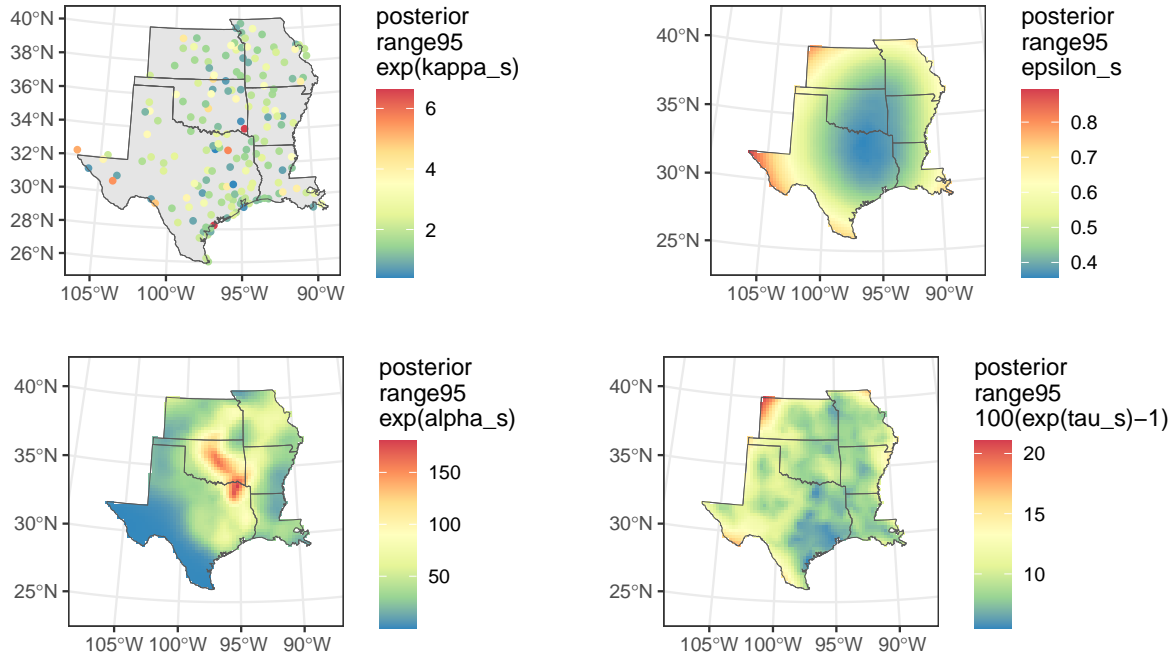 posterior
range95
exp(kappa_s)
6
4
2
40°N
38°N
36°N
34°N
32°N
30°N
28°N
26°N
105°W 100°W 95°W 90°W
posterior
range95
epsilon_s
0.8
0.7
0.6
0.5
0.4
40°N
35°N
30°N
25°N
105°W 100°W 95°W 90°W
posterior
range95
exp(alpha_s)
150
100
50
40°N
35°N
30°N
25°N
105°W 100°W 95°W 90°W
posterior
range95
100(exp(tau_s)−1)
20
15
10
40°N
35°N
30°N
25°N
105°W 100°W 95°W 90°W